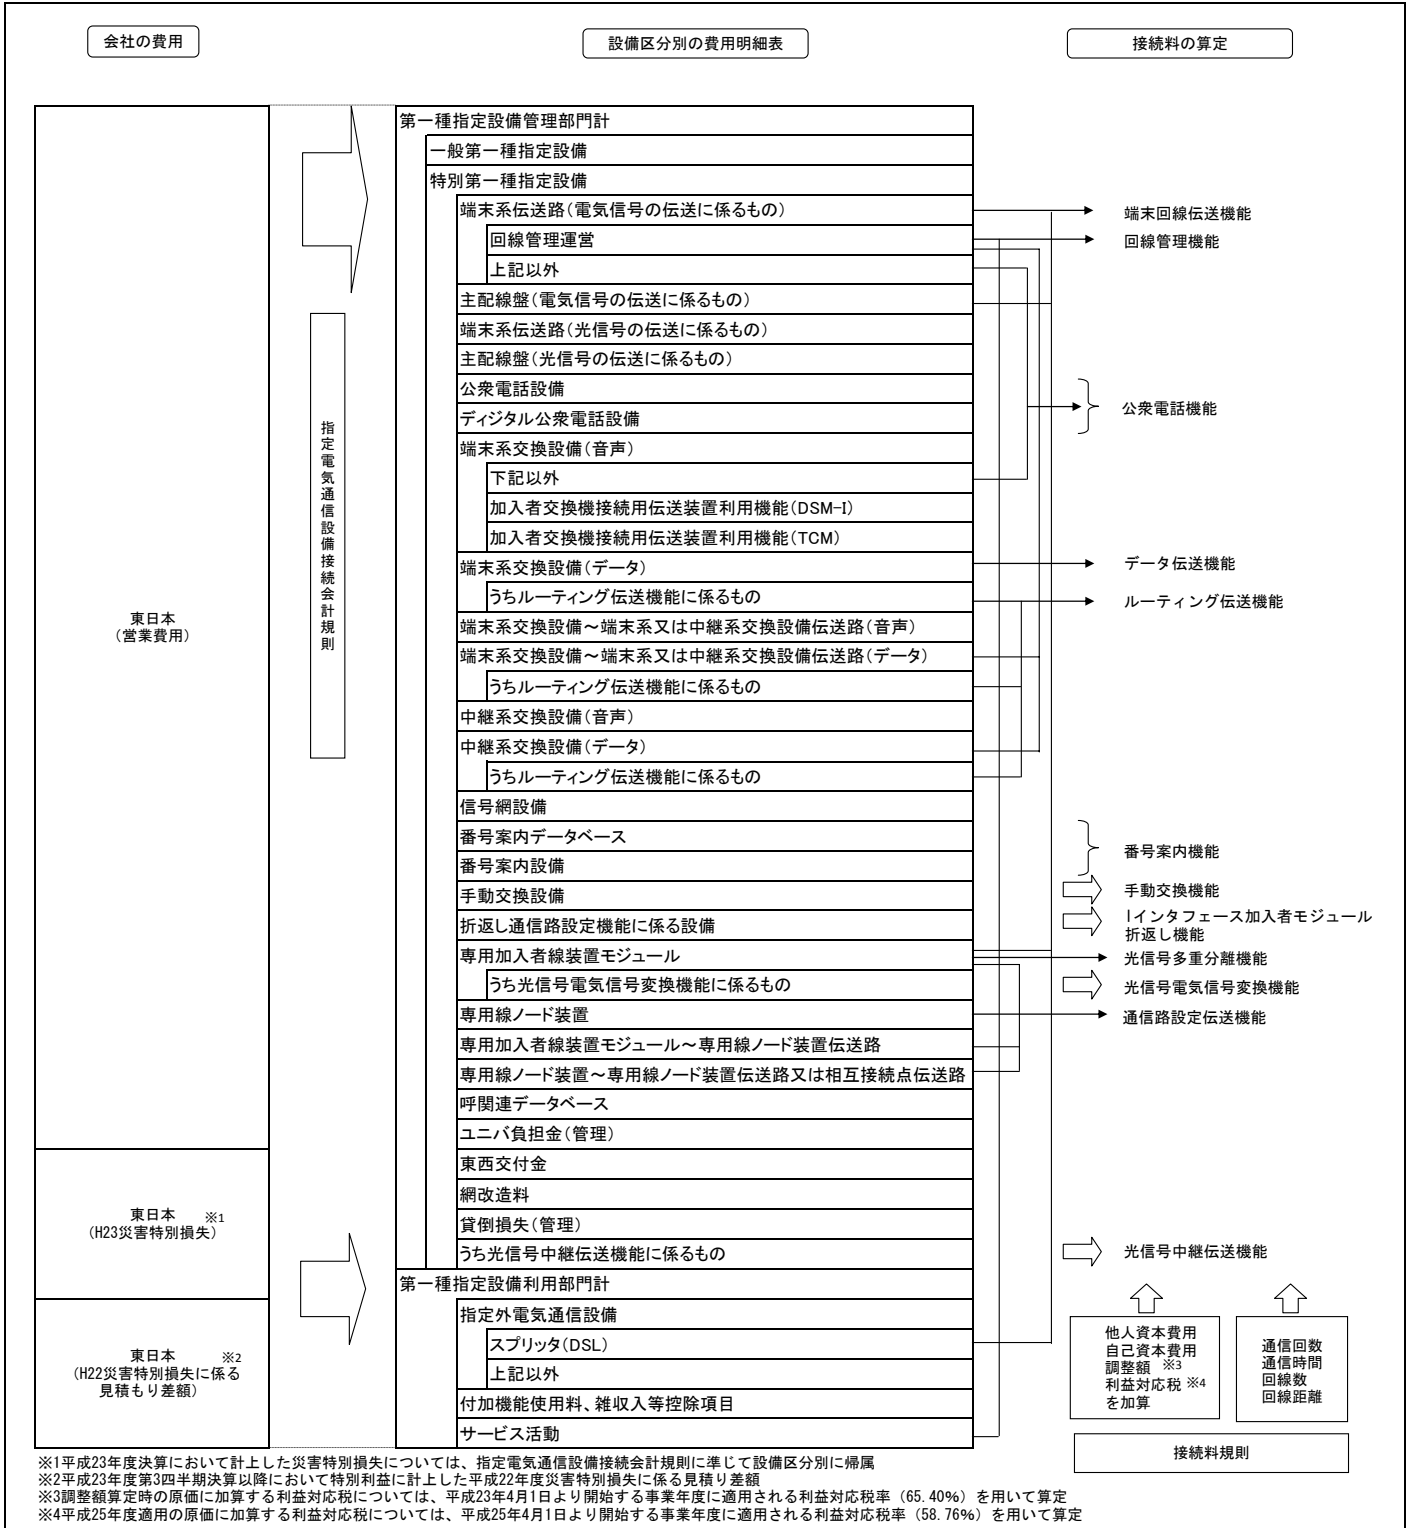 会社の費用
設備区分別の費用明細表
接続料の算定
東日本
（営業費用）
東日本 ※1
（H23災害特別損失）
東日本 ※2
（H22災害特別損失に係る
見積もり差額）
指定電気通信設備接続会計規則
第一種指定設備管理部門計
一般第一種指定設備
特別第一種指定設備
端末系伝送路（電気信号の伝送に係るもの）
回線管理運営
上記以外
主配線盤（電気信号の伝送に係るもの）
端末系伝送路（光信号の伝送に係るもの）
主配線盤（光信号の伝送に係るもの）
公衆電話設備
ディジタル公衆電話設備
端末系交換設備（音声）
下記以外
加入者交換機接続用伝送装置利用機能（DSM-I）
加入者交換機接続用伝送装置利用機能（TCM）
端末系交換設備（データ）
うちルーティング伝送機能に係るもの
端末系交換設備～端末系又は中継系交換設備伝送路（音声）
端末系交換設備～端末系又は中継系交換設備伝送路（データ）
うちルーティング伝送機能に係るもの
中継系交換設備（音声）
中継系交換設備（データ）
うちルーティング伝送機能に係るもの
信号網設備
番号案内データベース
番号案内設備
手動交換設備
折返し通信路設定機能に係る設備
専用加入者線装置モジュール
うち光信号電気信号変換機能に係るもの
専用線ノード装置
専用加入者線装置モジュール～専用線ノード装置伝送路
専用線ノード装置～専用線ノード装置伝送路又は相互接続点伝送路
呼関連データベース
ユニバ負担金（管理）
東西交付金
網改造料
貸倒損失（管理）
うち光信号中継伝送機能に係るもの
第一種指定設備利用部門計
指定外電気通信設備
スプリッタ（DSL）
上記以外
付加機能使用料、雑収入等控除項目
サービス活動
端末回線伝送機能
回線管理機能
公衆電話機能
データ伝送機能
ルーティング伝送機能
番号案内機能
手動交換機能
Iインタフェース加入者モジュール
折返し機能
光信号多重分離機能
光信号電気信号変換機能
通信路設定伝送機能
光信号中継伝送機能
他人資本費用
自己資本費用
調整額 ※3
利益対応税 ※4
を加算
通信回数
通信時間
回線数
回線距離
接続料規則
※1平成23年度決算において計上した災害特別損失については、指定電気通信設備接続会計規則に準じて設備区分別に帰属
※2平成23年度第3四半期決算以降において特別利益に計上した平成22年度災害特別損失に係る見積り差額
※3調整額算定時の原価に加算する利益対応税については、平成23年4月1日より開始する事業年度に適用される利益対応税率（65.40%）を用いて算定
※4平成25年度適用の原価に加算する利益対応税については、平成25年4月1日より開始する事業年度に適用される利益対応税率（58.76%）を用いて算定